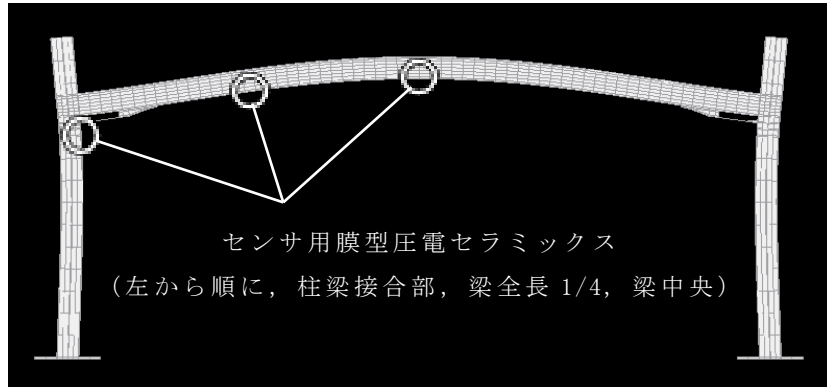 センサ用膜型圧電セラミックス
（左から順に, 柱梁接合部, 梁全長 1/4, 梁中央）